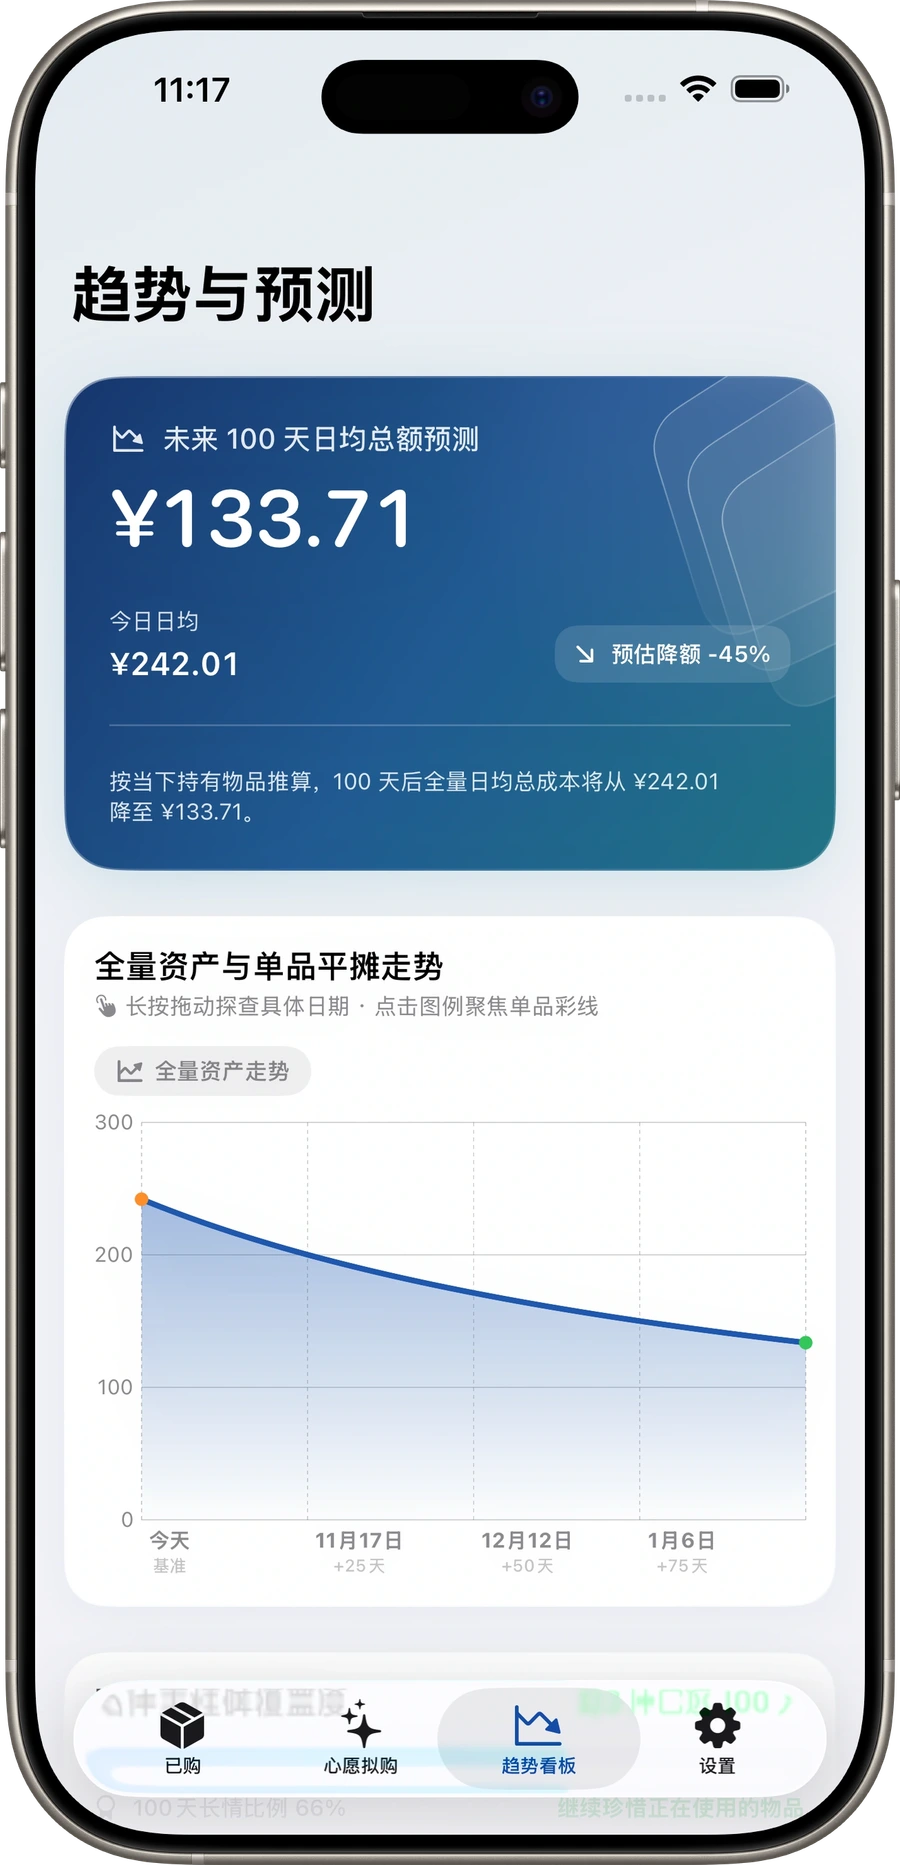 11:17
趋势与预测
未来 100 天日均总额预测
¥133.71
今日日均
¥242.01
预估降额 -45%
按当下持有物品推算，100 天后全量日均总成本将从 ¥242.01
降至 ¥133.71。
全量资产与单品平摊走势
长按拖动探查具体日期 · 点击图例聚焦单品彩线
全量资产走势
300
200
100
0
今天
基准
11月17日
+25天
12月12日
+50天
1月6日
+75天
已购
心愿拟购
趋势看板
设置
100天长情比例 66%
继续珍惜正在使用的物品